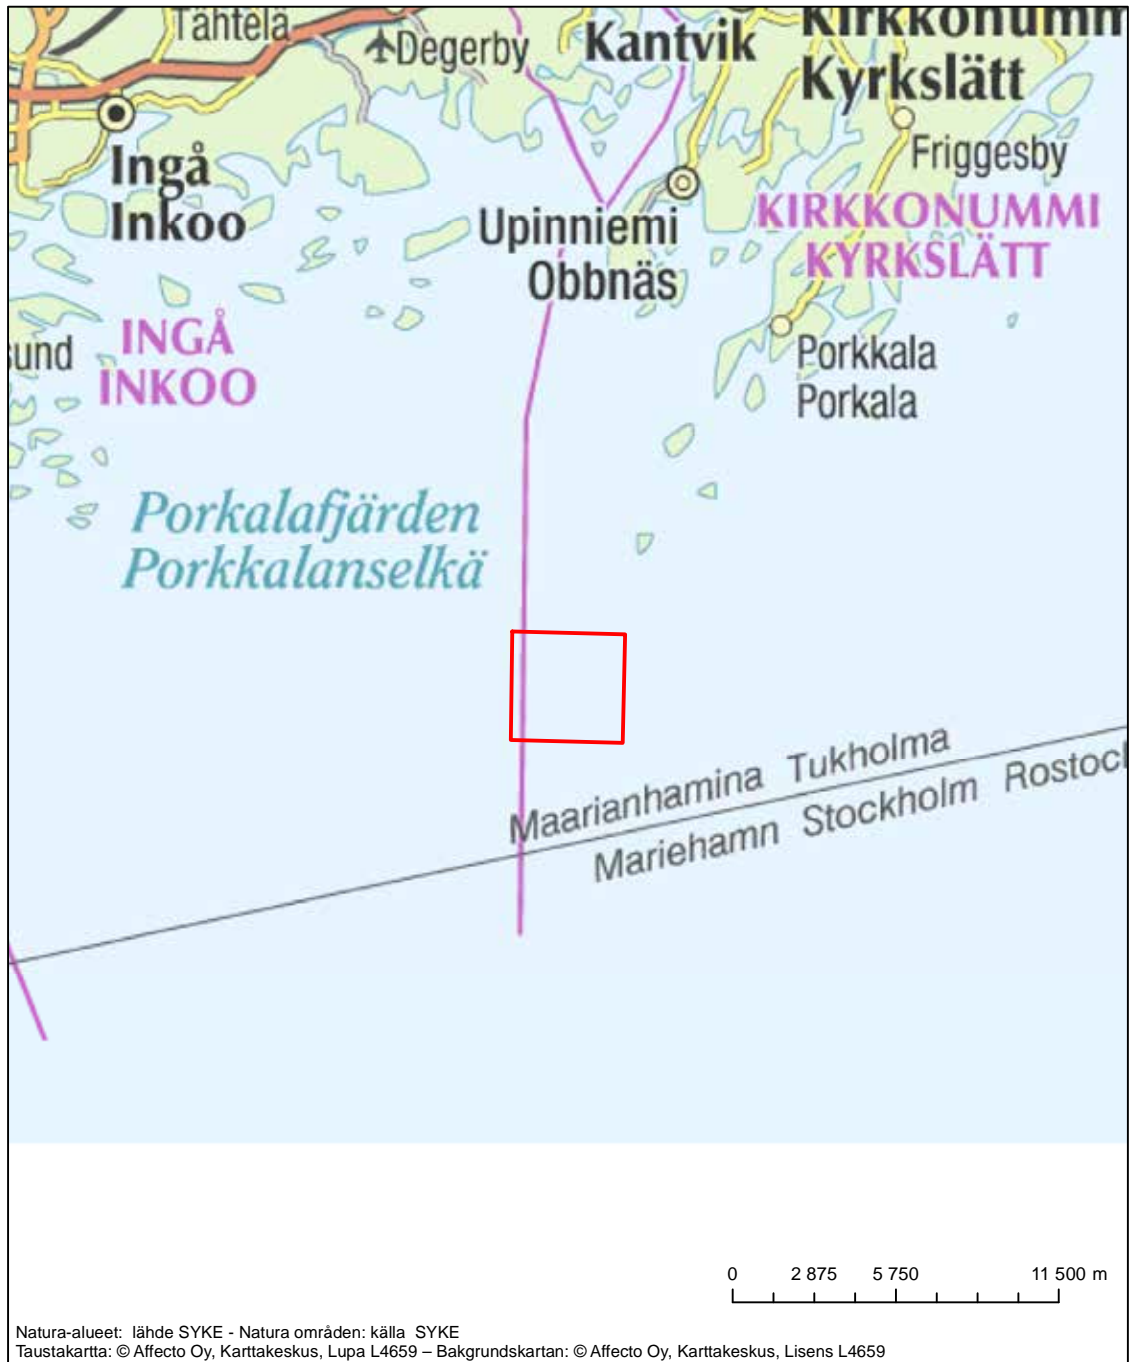 Tähtelä
Degerby
Kantvik
Kyrkslätt
Friggesby
Ingå
Inkoo
Upinniemi
Obbnäs
KIRKKONUMMI
KYRKSLÄTT
INGÅ
INKOO
Porkkala
Porkala
Porkalafjärden
Porkkalanselkä
Maarianhamina Tukholma
Mariehamn Stockholm
0 2 875 5 750 11 500 m
Natura-alueet: lähde SYKE - Natura områden: källa SYKE
Taustakartta: © Affecto Oy, Karttakeskus, Lupa L4659 – Bakgrundskartan: © Affecto Oy, Karttakeskus, Lisens L4659